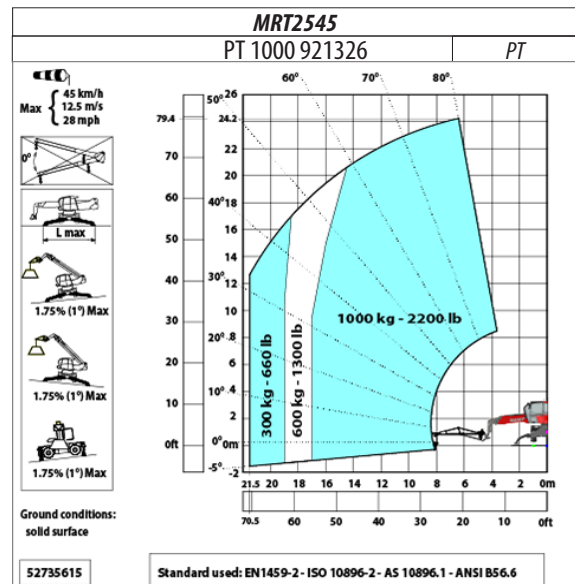 MRT2545
PT 1000 921326
PT
45 km/h
Max { 12.5 m/s
28 mph
0°
L max
1.75% (1°) Max
1.75% (1°) Max
1.75% (1°) Max
Ground conditions:
solid surface
79.4
70
60
50
40
30
20
10
0ft
26
24.2
22
20
18
16
14
12
10
8
6
4
2
0m
-2
50°
60°
70°
80°
40°
30°
20°
10°
0°
-5°
300 kg - 660 lb
600 kg - 1300 lb
1000 kg - 2200 lb
21.5 20 18 16 14 12 10 8 6 4 2 0m
70.5 60 50 40 30 20 10 0ft
52735615
Standard used: EN1459-2 - ISO 10896-2 - AS 10896.1 - ANSI B56.6